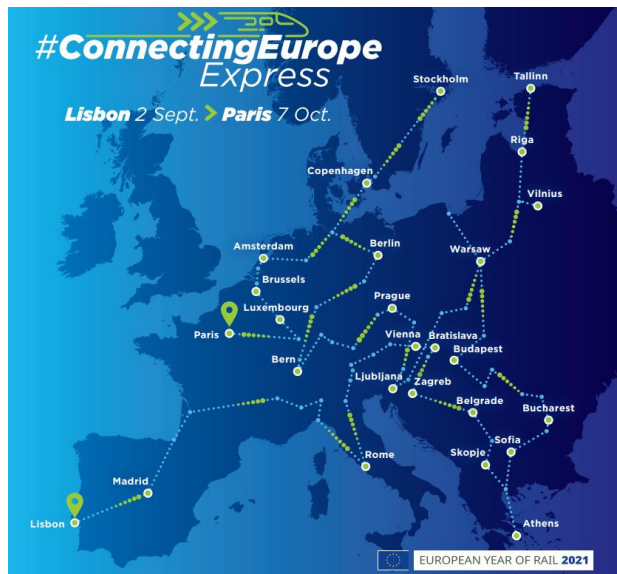 #ConnectingEurope
Express
Lisbon 2 Sept. > Paris 7 Oct.
Stockholm
Tallinn
Riga
Copenhagen
Vilnius
Amsterdam
Berlin
Warsaw
Brussels
Luxembourg
Prague
Paris
Vienna
Bratislava
Budapest
Bern
Ljubljana
Zagreb
Belgrade
Bucharest
Sofia
Skopje
Rome
Madrid
Lisbon
Athens
EUROPEAN YEAR OF RAIL 2021